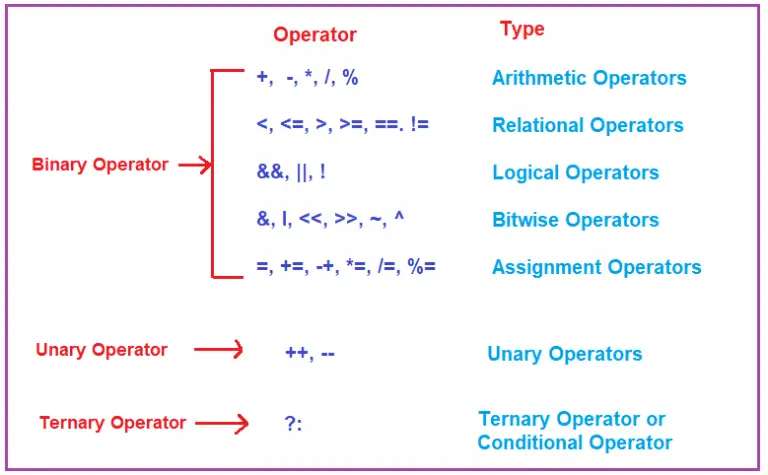 Operator Type
+, -, *, /, % Arithmetic Operators
<, <=, >, >=, ==. != Relational Operators
Binary Operator
&&, ||, ! Logical Operators
&, |, <<, >>, ~, ^ Bitwise Operators
=, +=, -+, *=, /=, %= Assignment Operators
Unary Operator ++, -- Unary Operators
Ternary Operator ?: Ternary Operator or
Conditional Operator